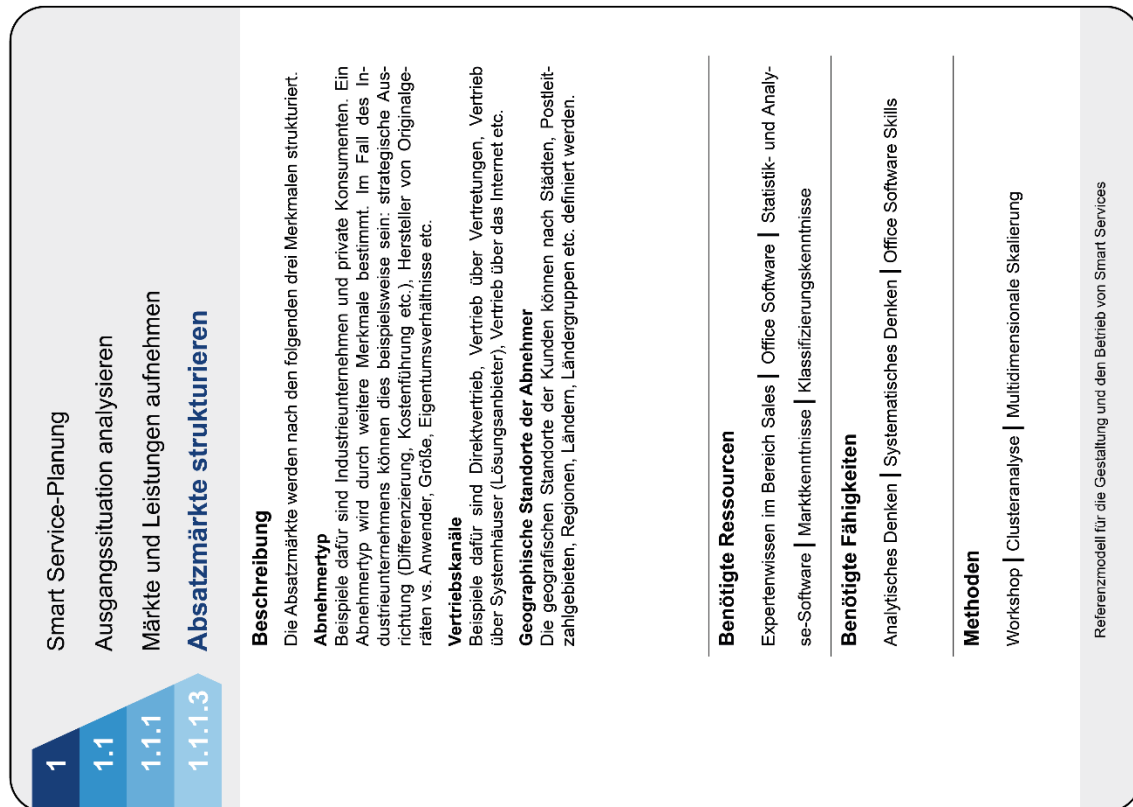 1 Smart Service-Planung
1.1 Ausgangssituation analysieren
1.1.1 Märkte und Leistungen aufnehmen
1.1.1.3 Absatzmärkte strukturieren
Beschreibung
Die Absatzmärkte werden nach den folgenden drei Merkmalen strukturiert.
Abnehmertyp
Beispiele dafür sind Industrieunternehmen und private Konsumenten. Ein
Abnehmertyp wird durch weitere Merkmale bestimmt. Im Fall des In-
dustrieunternehmens können dies beispielsweise sein: strategische Aus-
richtung (Differenzierung, Kostenführung etc.), Hersteller von Originalge-
räten vs. Anwender, Größe, Eigentumsverhältnisse etc.
Vertriebskanäle
Beispiele dafür sind Direktvertrieb, Vertrieb über Vertretungen, Vertrieb
über Systemhäuser (Lösungsanbieter), Vertrieb über das Internet etc.
Geographische Standorte der Abnehmer
Die geografischen Standorte der Kunden können nach Städten, Postleit-
zahlgebieten, Regionen, Ländern, Ländergruppen etc. definiert werden.
Benötigte Ressourcen
Expertenwissen im Bereich Sales | Office Software | Statistik- und Analy-
se-Software | Marktkenntnisse | Klassifizierungskenntnisse
Benötigte Fähigkeiten
Analytisches Denken | Systematisches Denken | Office Software Skills
Methoden
Workshop | Clusteranalyse | Multidimensionale Skalierung
Referenzmodell für die Gestaltung und den Betrieb von Smart Services